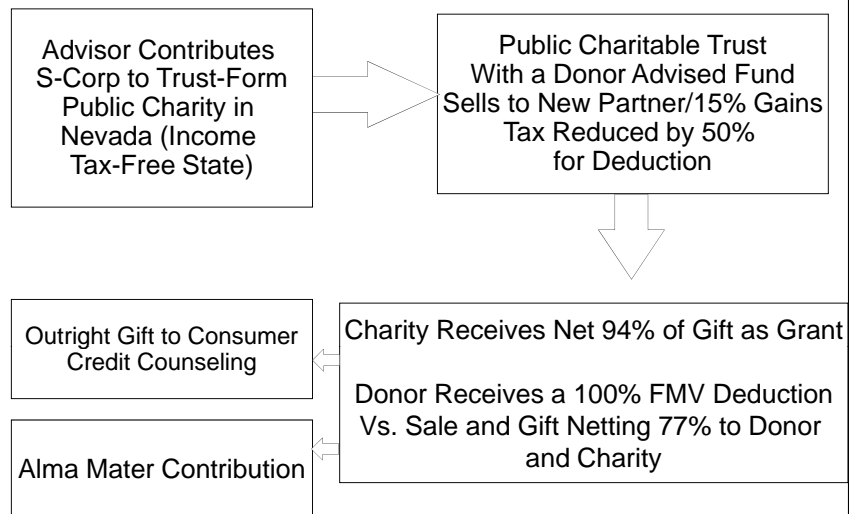 Advisor Contributes
S-Corp to Trust-Form
Public Charity in
Nevada (Income
Tax-Free State)
Public Charitable Trust
With a Donor Advised Fund
Sells to New Partner/15% Gains
Tax Reduced by 50%
for Deduction
Outright Gift to Consumer
Credit Counseling
Alma Mater Contribution
Charity Receives Net 94% of Gift as Grant
Donor Receives a 100% FMV Deduction
Vs. Sale and Gift Netting 77% to Donor
and Charity